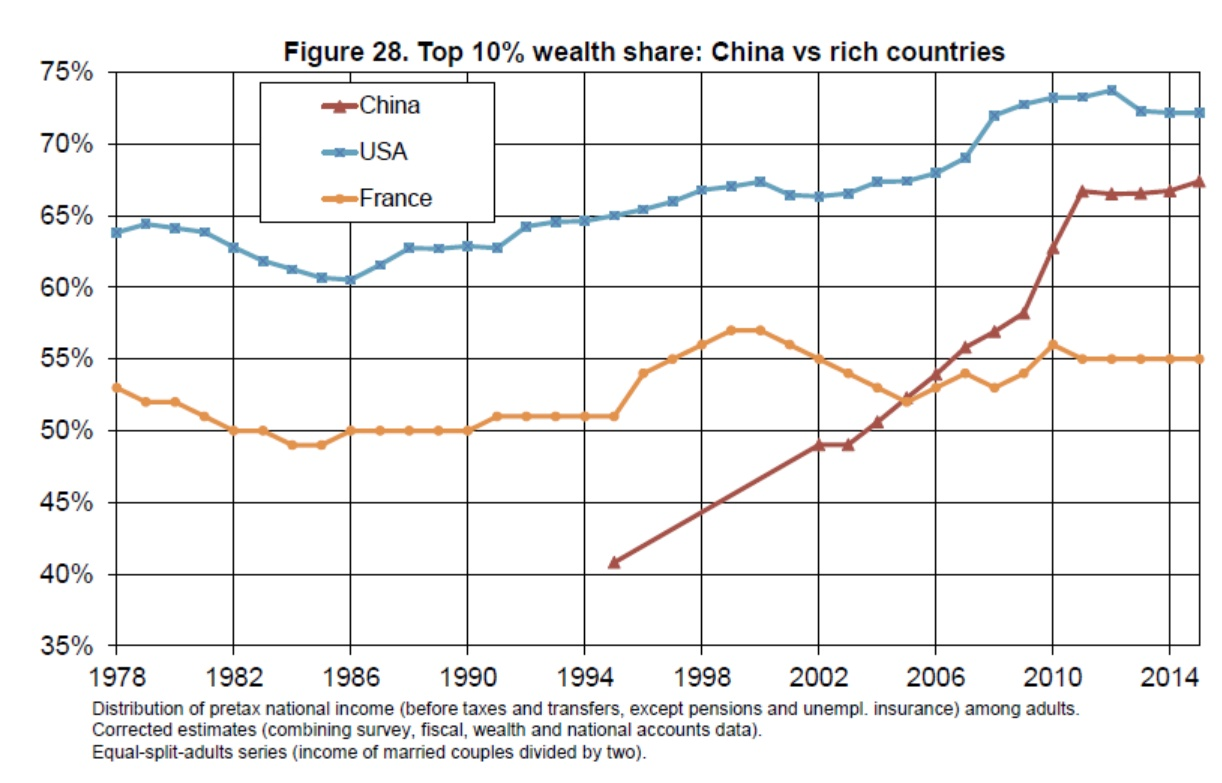 Figure 28. Top 10% wealth share: China vs rich countries
75%
China
70%
USA
France
65%
60%
55%
50%
45%
40%
35%
1978 1982 1986 1990 1994 1998 2002 2006 2010 2014
Distribution of pretax national income (before taxes and transfers, except pensions and unempl. insurance) among adults.
Corrected estimates (combining survey, fiscal, wealth and national accounts data).
Equal-split-adults series (income of married couples divided by two).